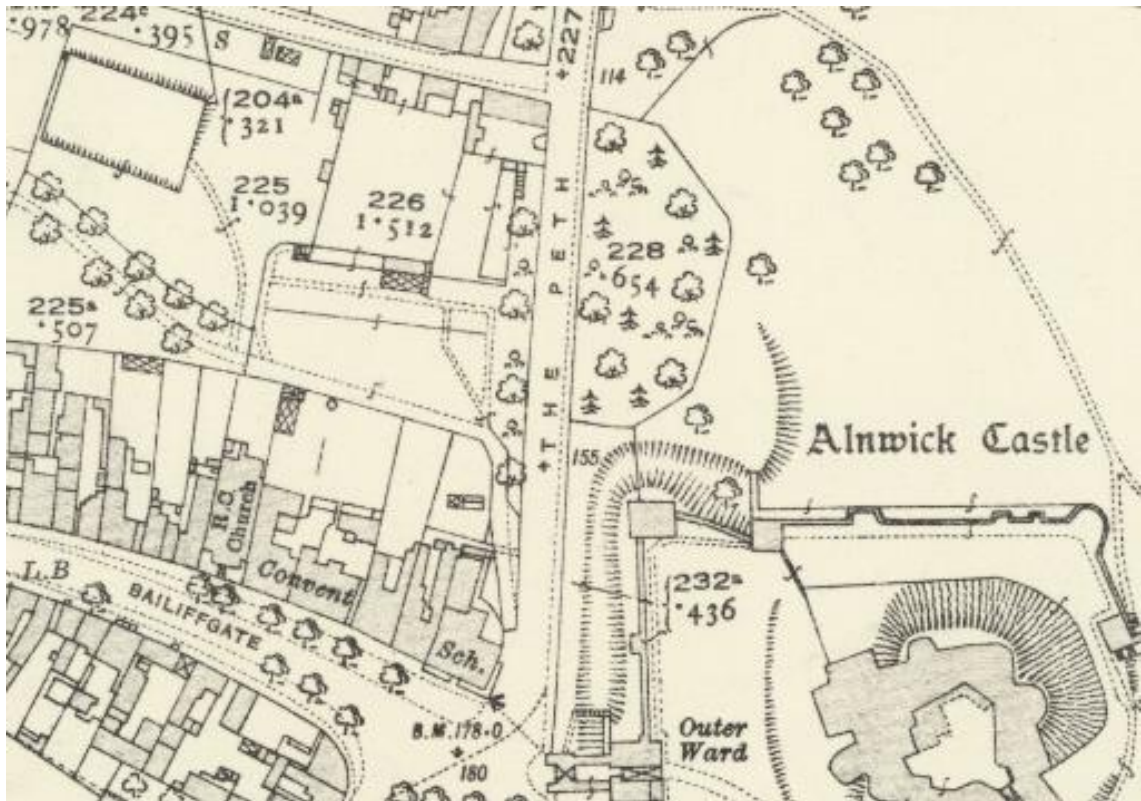 224ᶜ
·978
·395
S
+227
114
204ᵃ
·321
225
1·039
226
1·512
228
·654
225ᵃ
·507
THE PETH
Alnwick Castle
155
R.C. Church
Convent
Sch.
L.B
BAILIFFGATE
232ᵃ
·436
B.M. 178·0
180
Outer
Ward